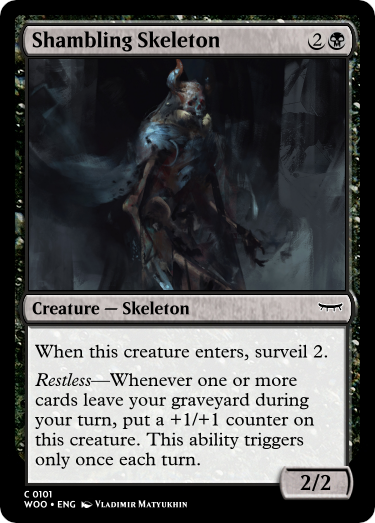 Shambling Skeleton 2
Creature — Skeleton
When this creature enters, surveil 2.
Restless—Whenever one or more
cards leave your graveyard during
your turn, put a +1/+1 counter on
this creature. This ability triggers
only once each turn.
2/2
C 0101
WOO • ENG Vladimir Matyukhin